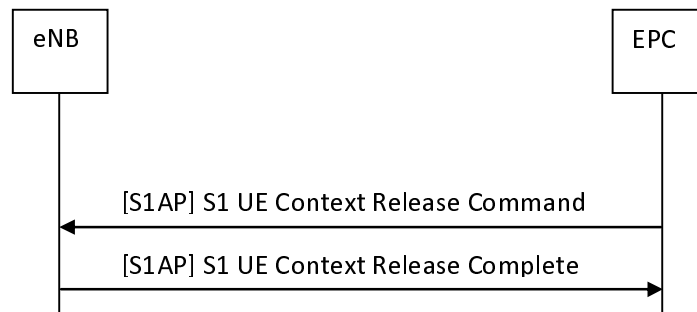 eNB
EPC
[S1AP] S1 UE Context Release Command
[S1AP] S1 UE Context Release Complete